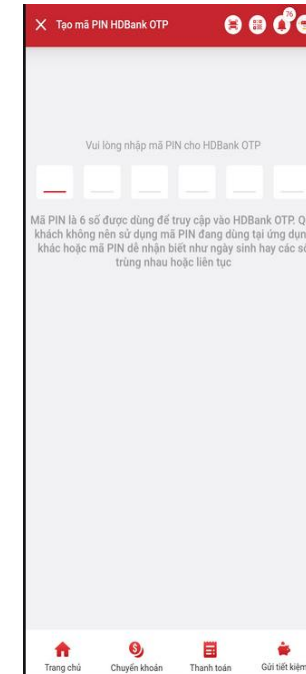 Tạo mã PIN HDBank OTP
76
Vui lòng nhập mã PIN cho HDBank OTP
Mã PIN là 6 số được dùng để truy cập vào HDBank OTP.
khách không nên sử dụng mã PIN đang dùng tại ứng
khác hoặc mã PIN dễ nhận biết như ngày sinh hay các
trùng nhau hoặc liên tục
Trang chủ
Chuyển khoản
Thanh toán
Gửi tiết kiệm